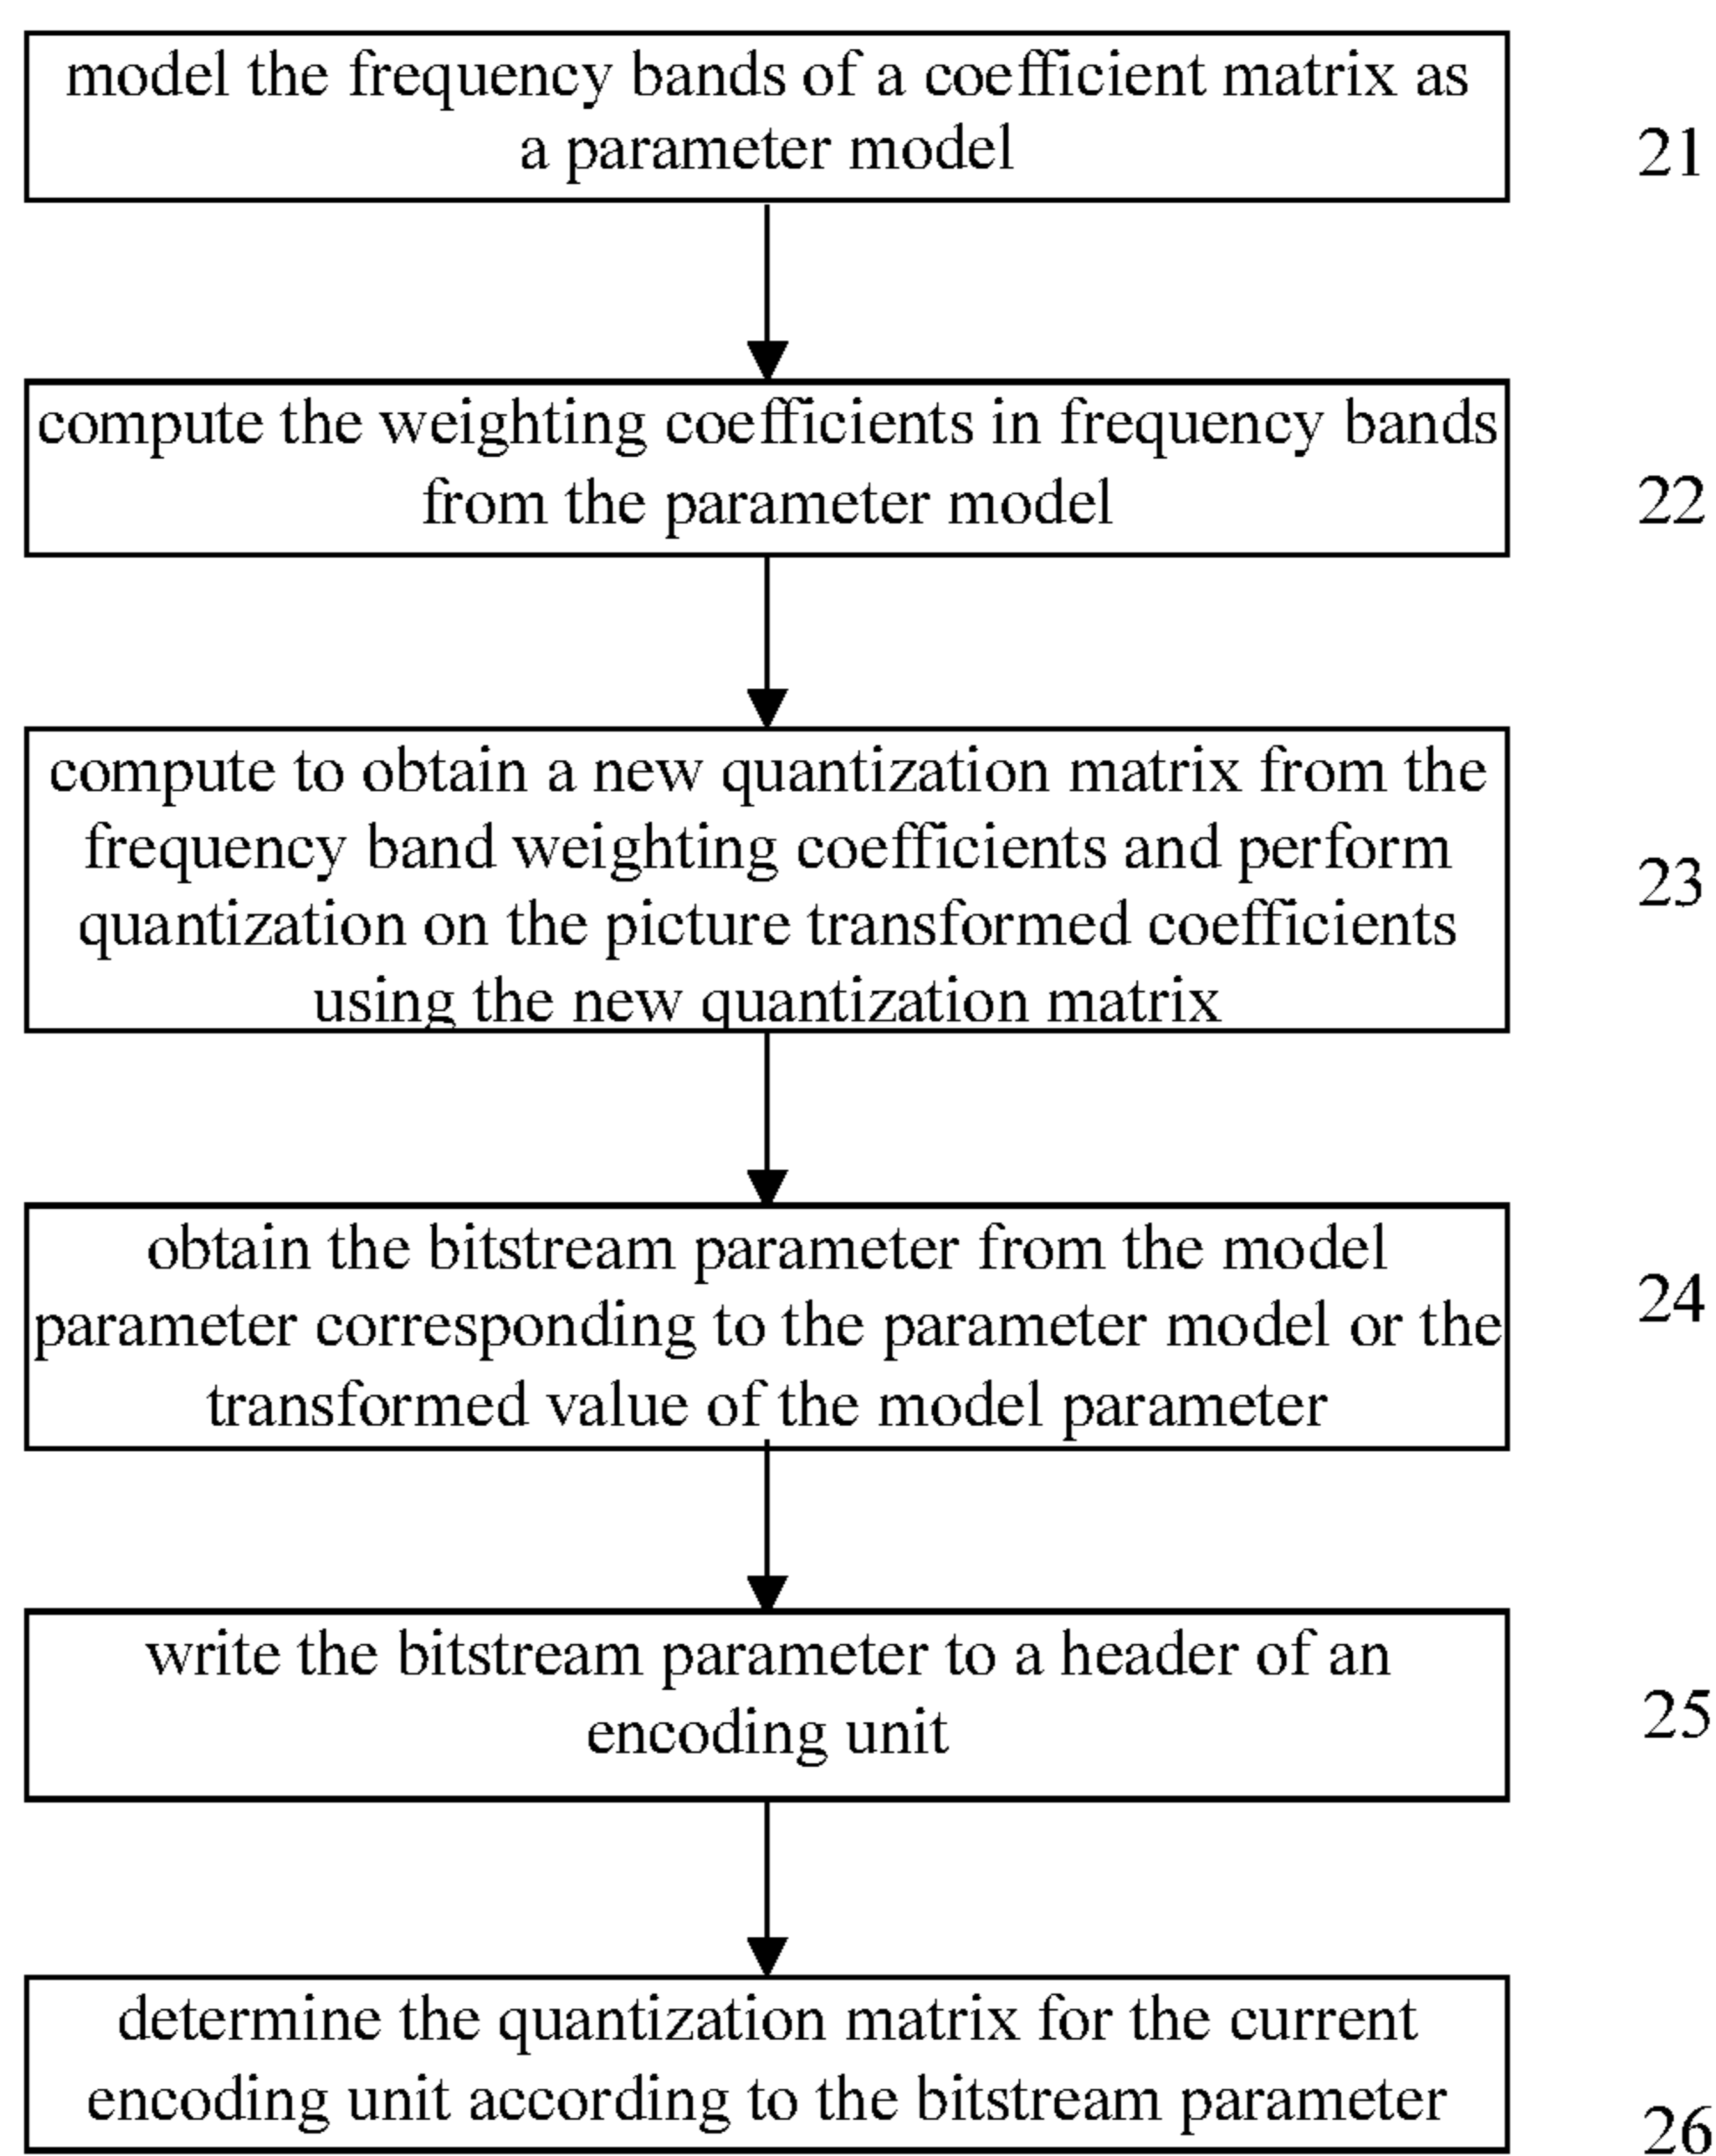 model the frequency bands of a coefficient matrix as
a parameter model
21
compute the weighting coefficients in frequency bands
from the parameter model
22
compute to obtain a new quantization matrix from the
frequency band weighting coefficients and perform
quantization on the picture transformed coefficients
using the new quantization matrix
23
obtain the bitstream parameter from the model
parameter corresponding to the parameter model or the
transformed value of the model parameter
24
write the bitstream parameter to a header of an
encoding unit
25
determine the quantization matrix for the current
encoding unit according to the bitstream parameter
26